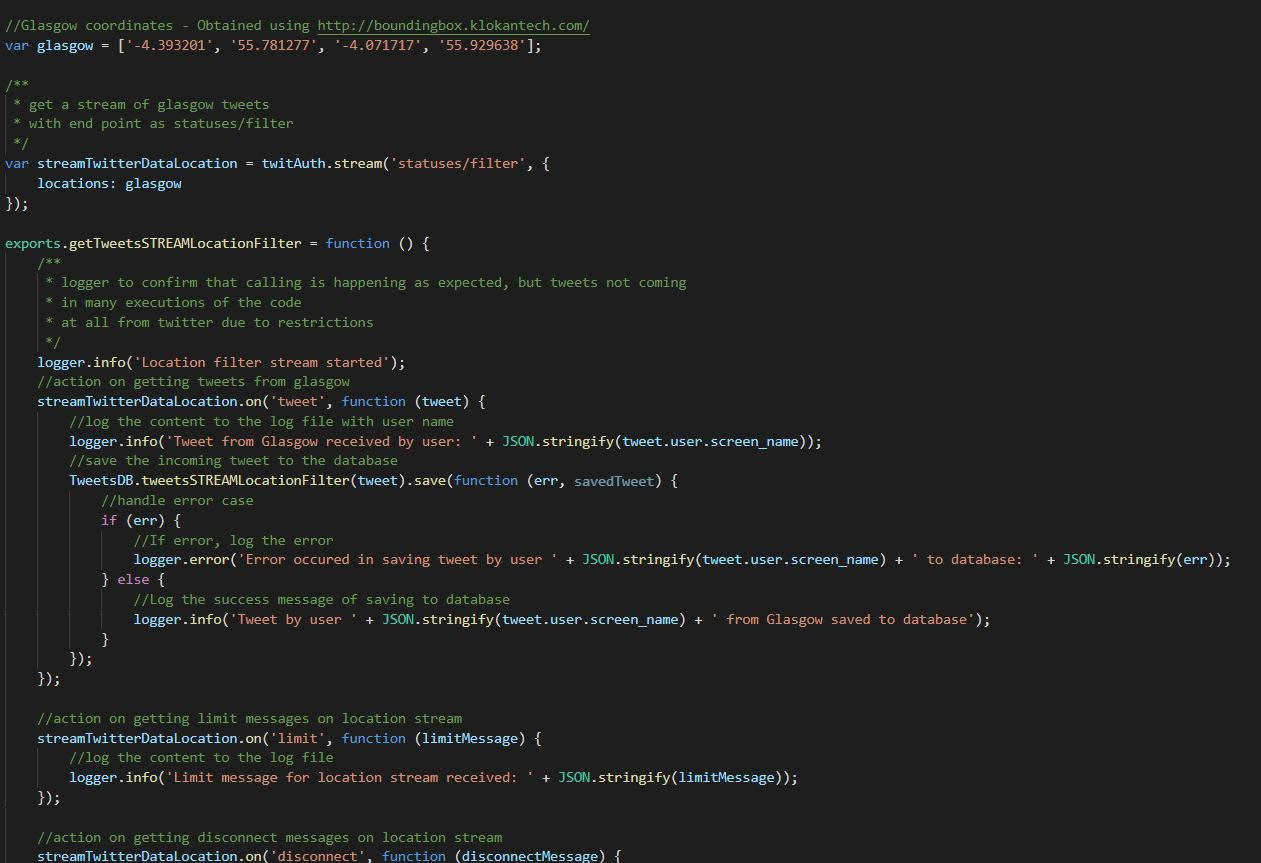 //Glasgow coordinates - Obtained using http://boundingbox.klokantech.com/
var glasgow = ['-4.393201', '55.781277', '-4.071717', '55.929638'];
/**
* get a stream of glasgow tweets
* with end point as statuses/filter
*/
var streamTwitterDataLocation = twitAuth.stream('statuses/filter', {
locations: glasgow
});
exports.getTweetsSTREAMLocationFilter = function () {
/**
* logger to confirm that calling is happening as expected, but tweets not coming
* in many executions of the code
* at all from twitter due to restrictions
*/
logger.info('Location filter stream started');
//action on getting tweets from glasgow
streamTwitterDataLocation.on('tweet', function (tweet) {
//log the content to the log file with user name
logger.info('Tweet from Glasgow received by user: ' + JSON.stringify(tweet.user.screen_name));
//save the incoming tweet to the database
TweetsDB.tweetsSTREAMLocationFilter(tweet).save(function (err, savedTweet) {
//handle error case
if (err) {
//If error, log the error
logger.error('Error occured in saving tweet by user ' + JSON.stringify(tweet.user.screen_name) + ' to database: ' + JSON.stringify(err));
} else {
//Log the success message of saving to database
logger.info('Tweet by user ' + JSON.stringify(tweet.user.screen_name) + ' from Glasgow saved to database');
}
});
});
//action on getting limit messages on location stream
streamTwitterDataLocation.on('limit', function (limitMessage) {
//log the content to the log file
logger.info('Limit message for location stream received: ' + JSON.stringify(limitMessage));
});
//action on getting disconnect messages on location stream
streamTwitterDataLocation.on('disconnect', function (disconnectMessage) {